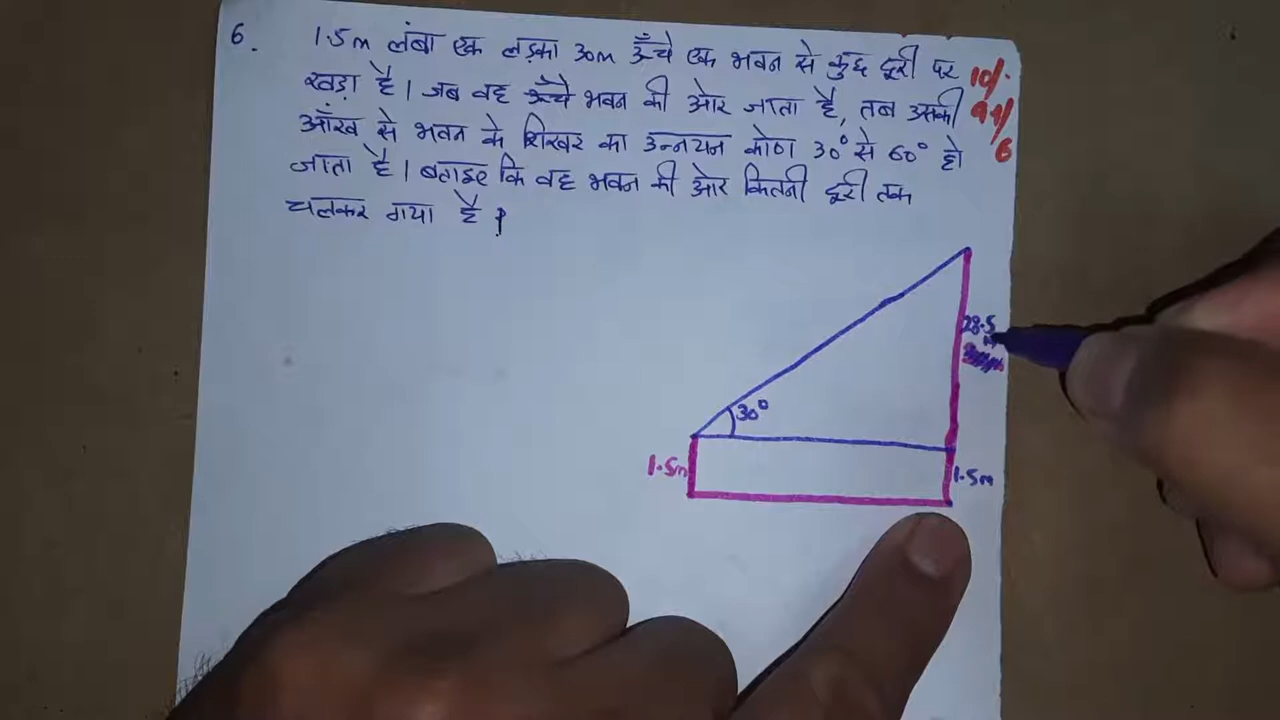 6. 1.5m लंबा एक लड़का 30m ऊँचे एक भवन से कुछ दूरी पर
खड़ा है। जब वह ऊँचे भवन की ओर जाता है, तब उसकी
आँख से भवन के शिखर का उन्नयन कोण 30° से 60° हो
जाता है। बताइए कि वह भवन की ओर कितनी दूरी तक
चलकर गया है?
10/.
9.1/6
28.5
30°
1.5m
1.5m